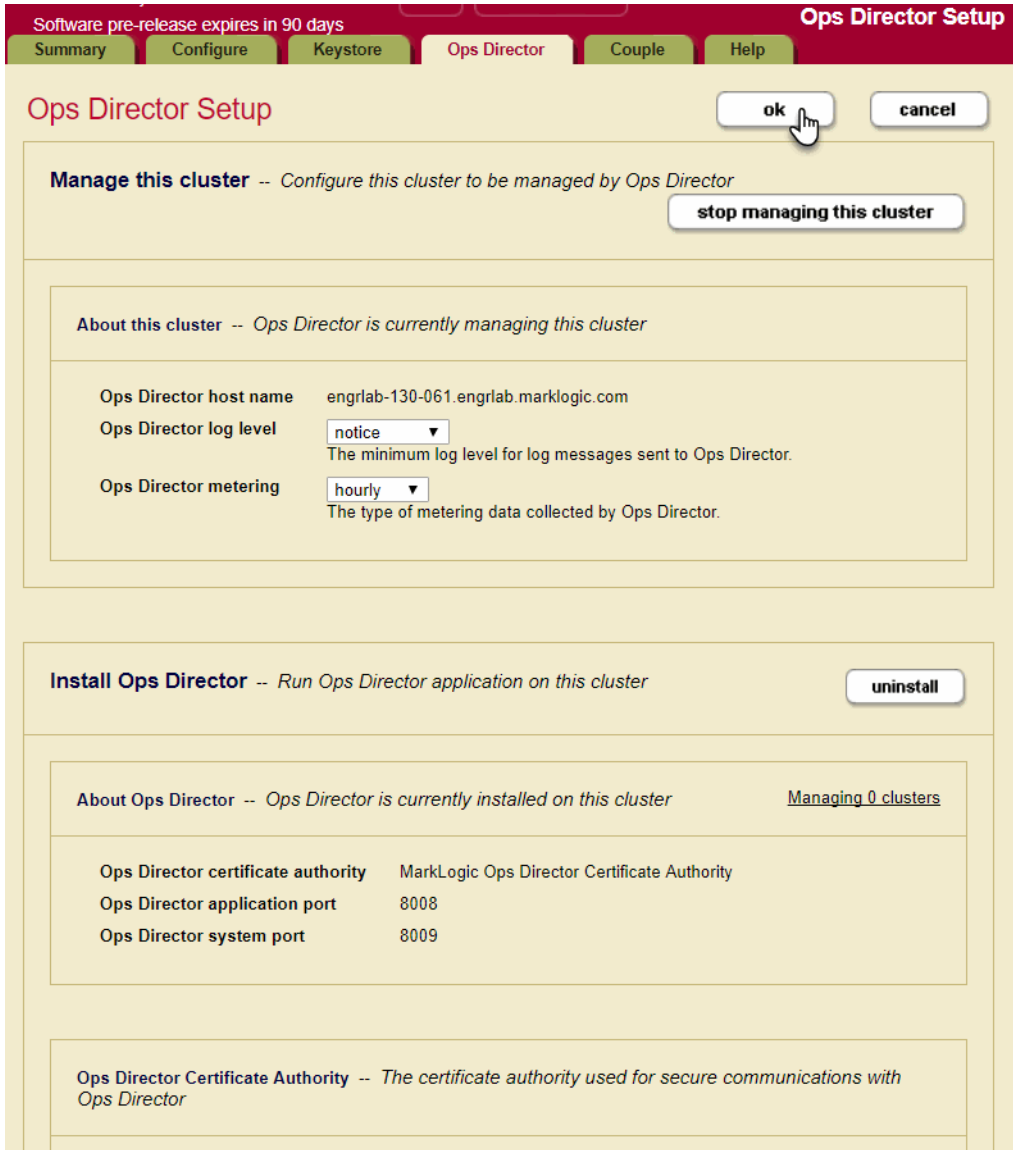 Software pre-release expires in 90 days
Ops Director Setup
Summary Configure Keystore Ops Director Couple Help
Ops Director Setup
ok cancel
Manage this cluster -- Configure this cluster to be managed by Ops Director
stop managing this cluster
About this cluster -- Ops Director is currently managing this cluster
Ops Director host name engrlab-130-061.engrlab.marklogic.com
Ops Director log level notice
The minimum log level for log messages sent to Ops Director.
Ops Director metering hourly
The type of metering data collected by Ops Director.
Install Ops Director -- Run Ops Director application on this cluster
uninstall
About Ops Director -- Ops Director is currently installed on this cluster Managing 0 clusters
Ops Director certificate authority MarkLogic Ops Director Certificate Authority
Ops Director application port 8008
Ops Director system port 8009
Ops Director Certificate Authority -- The certificate authority used for secure communications with
Ops Director